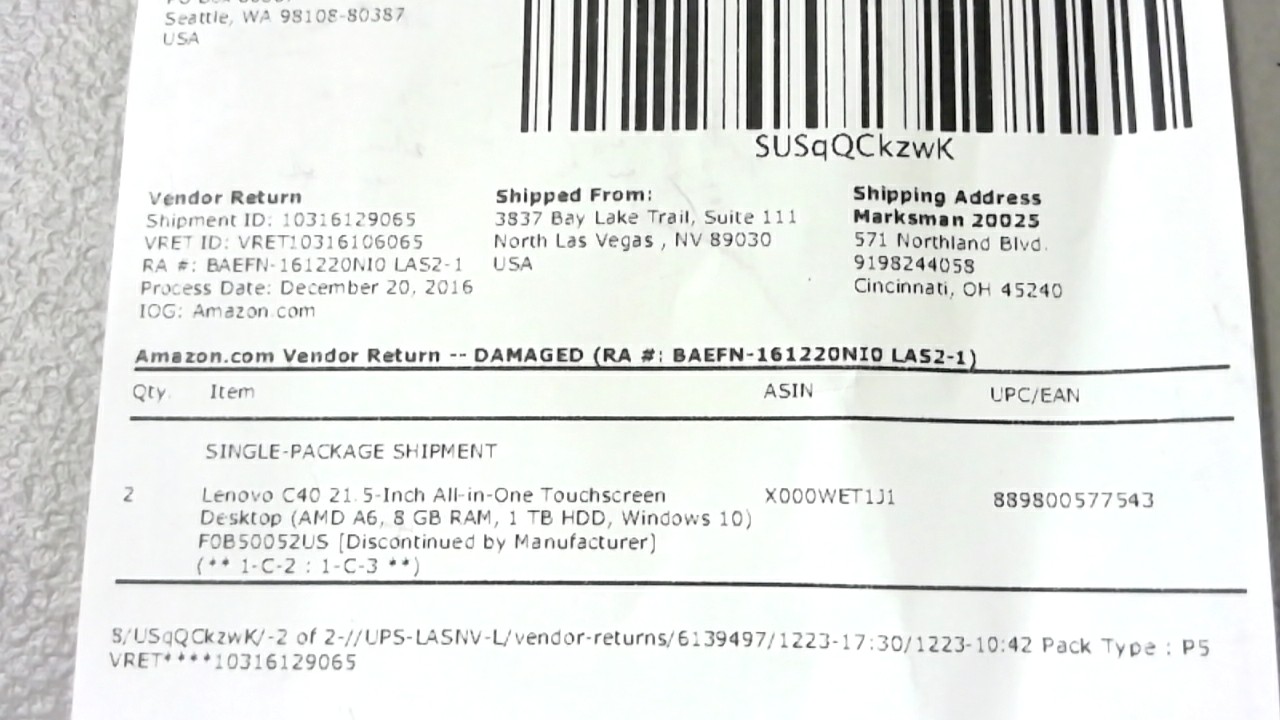 Seattle, WA 98108-80387
USA
SUSqQCkzwK
Vendor Return
Shipment ID: 10316129065
VRET ID: VRET10316106065
RA #: BAEFN-161220NI0 LAS2-1
Process Date: December 20, 2016
IOG: Amazon.com
Shipped From:
3837 Bay Lake Trail, Suite 111
North Las Vegas , NV 89030
USA
Shipping Address
Marksman 20025
571 Northland Blvd.
9198244058
Cincinnati, OH 45240
Amazon.com Vendor Return -- DAMAGED (RA #: BAEFN-161220NI0 LAS2-1)
Qty. Item ASIN UPC/EAN
SINGLE-PACKAGE SHIPMENT
2 Lenovo C40 21.5-Inch All-in-One Touchscreen X000WET1J1 889800577543
Desktop (AMD A6, 8 GB RAM, 1 TB HDD, Windows 10)
F0B50052US [Discontinued by Manufacturer]
(** 1-C-2 : 1-C-3 **)
S/USqQCkzwK/-2 of 2-//UPS-LASNV-L/vendor-returns/6139497/1223-17:30/1223-10:42 Pack Type : P5
VRET****10316129065